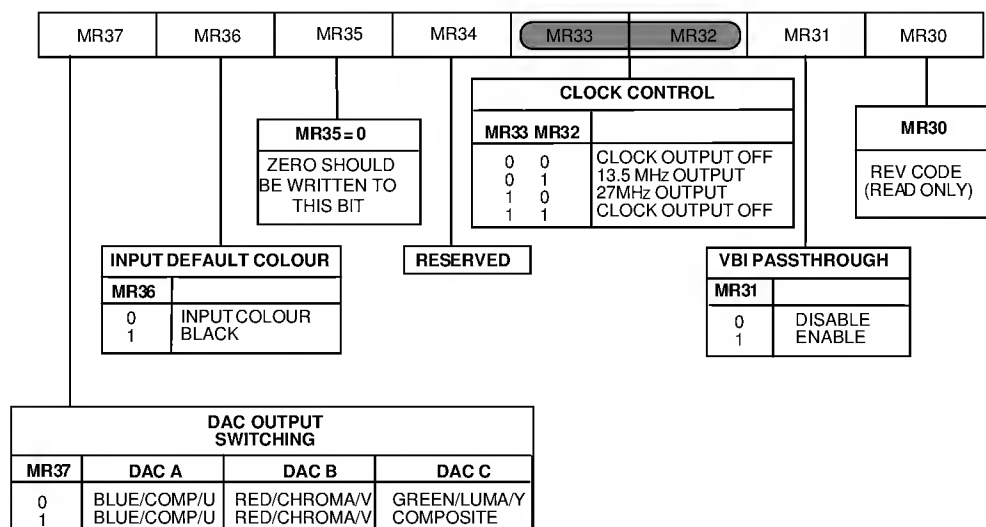 MR37 MR36 MR35 MR34 MR33 MR32 MR31 MR30
CLOCK CONTROL
MR33 MR32
0 0 CLOCK OUTPUT OFF
0 1 13.5 MHz OUTPUT
1 0 27MHz OUTPUT
1 1 CLOCK OUTPUT OFF
MR35=0
ZERO SHOULD
BE WRITTEN TO
THIS BIT
MR30
REV CODE
(READ ONLY)
INPUT DEFAULT COLOUR
MR36
0 INPUT COLOUR
1 BLACK
RESERVED
VBI PASSTHROUGH
MR31
0 DISABLE
1 ENABLE
DAC OUTPUT
SWITCHING
MR37 DAC A DAC B DAC C
0 BLUE/COMP/U RED/CHROMA/V GREEN/LUMA/Y
1 BLUE/COMP/U RED/CHROMA/V COMPOSITE